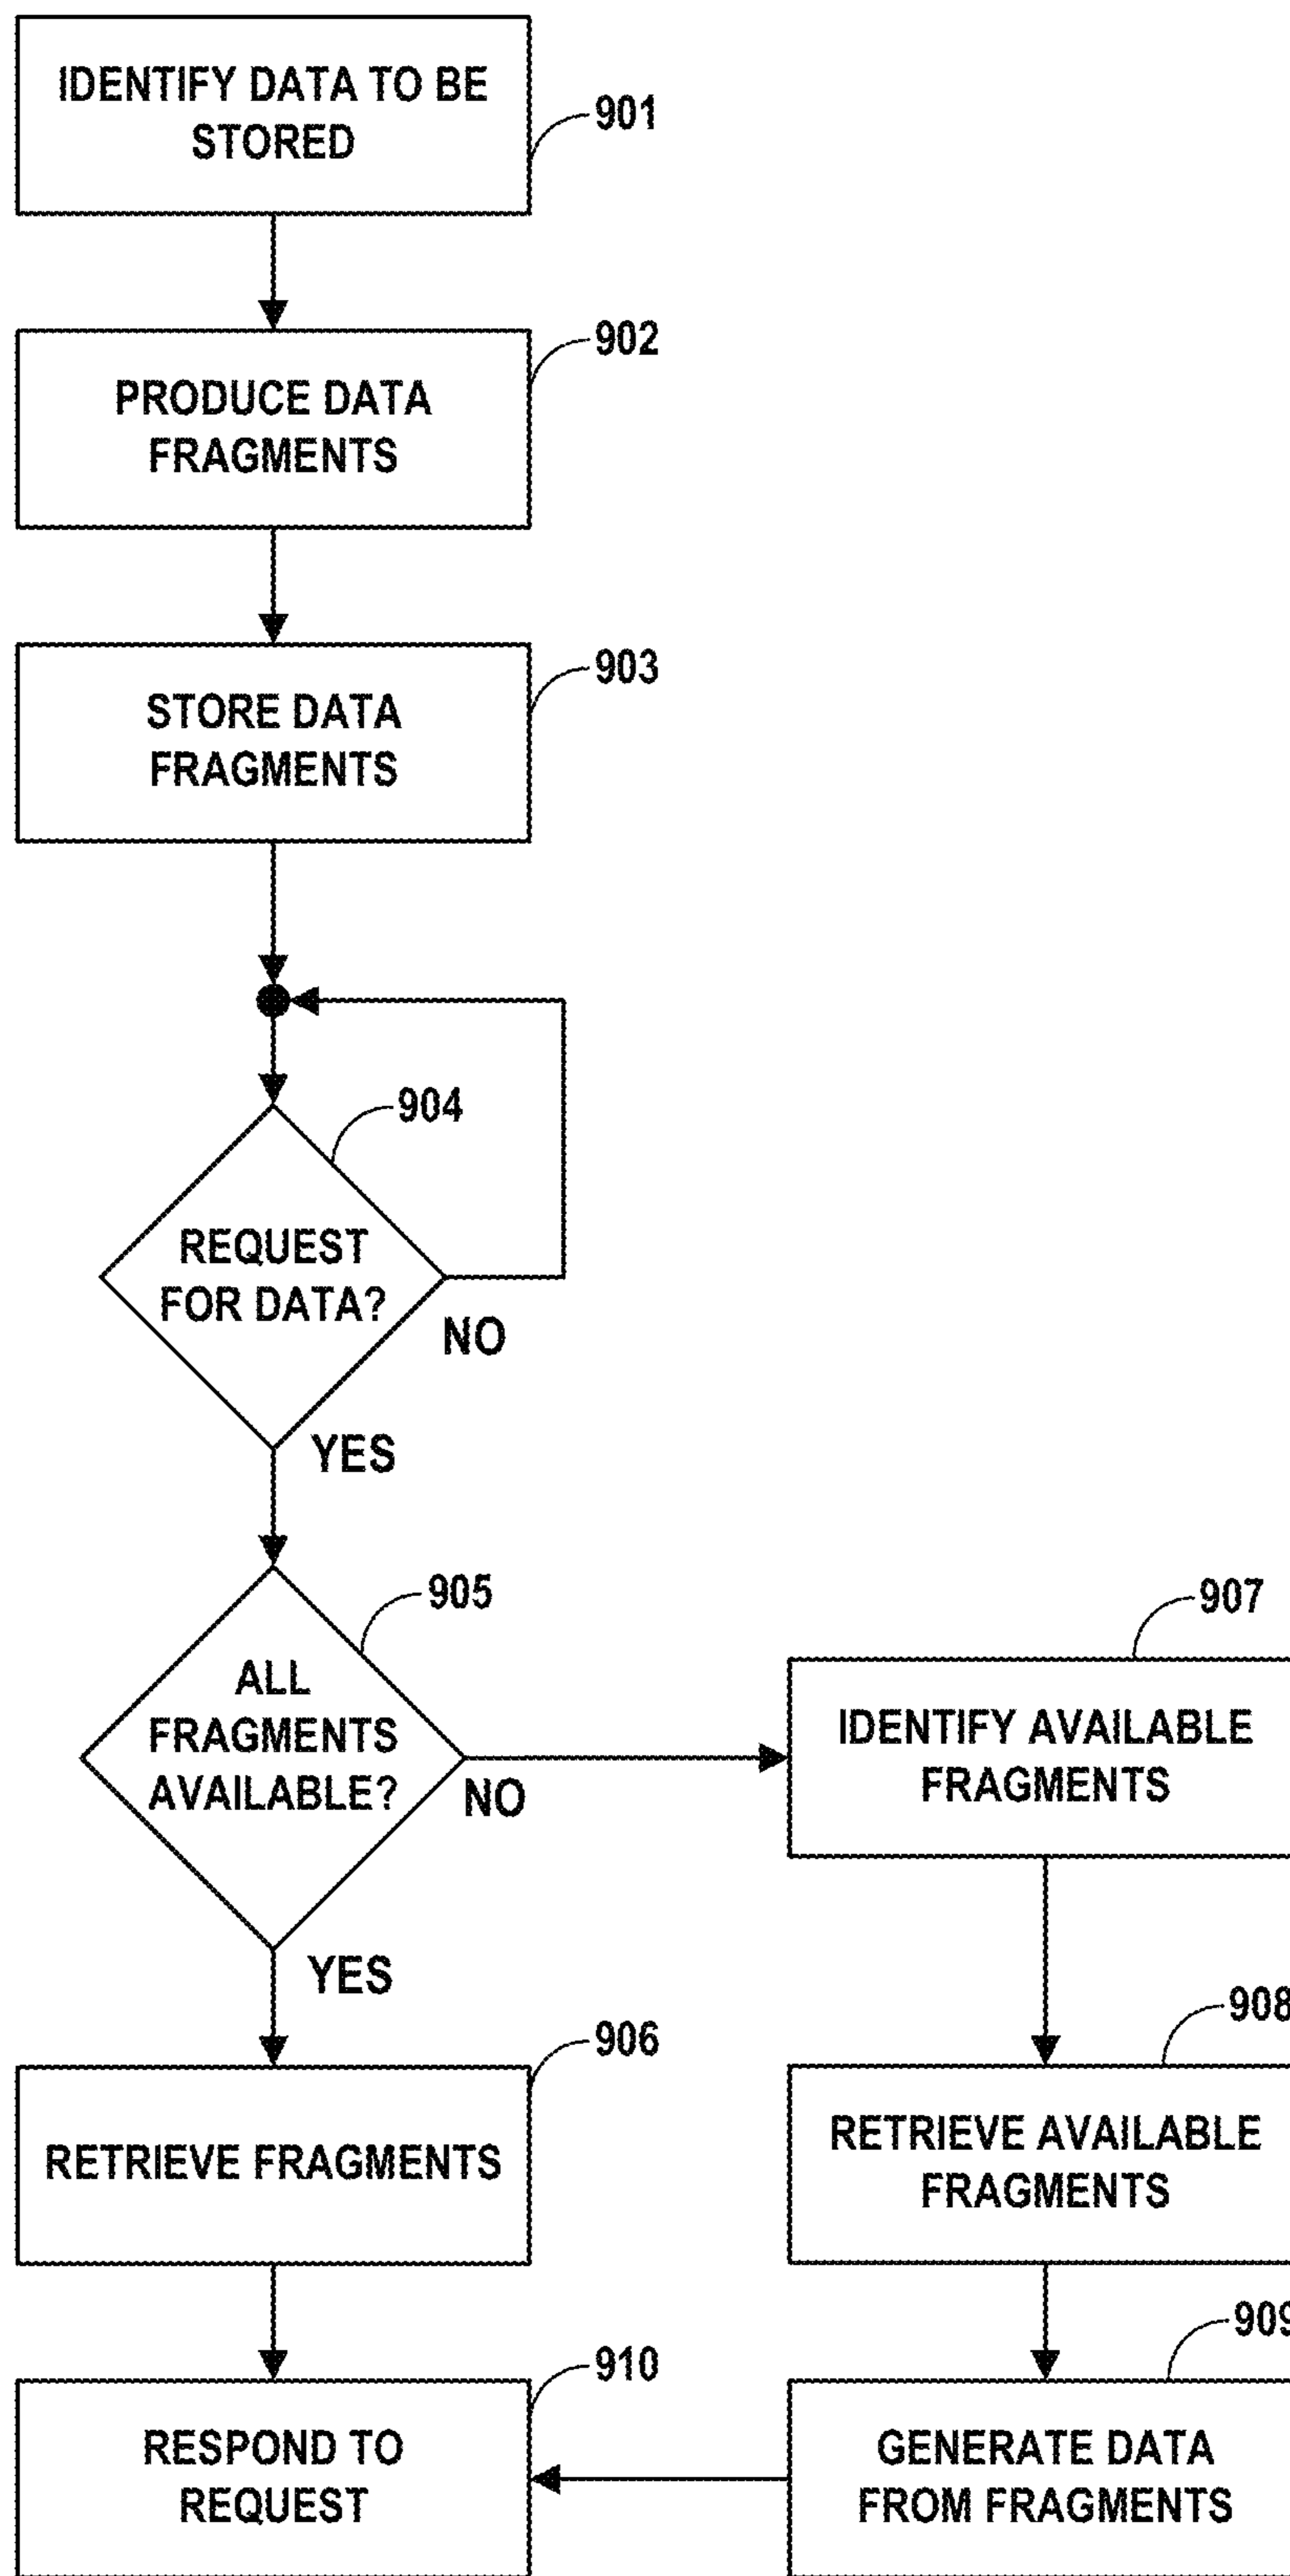 IDENTIFY DATA TO BE
STORED
901
902
PRODUCE DATA
FRAGMENTS
903
STORE DATA
FRAGMENTS
904
REQUEST
FOR DATA?
NO
YES
905
ALL
FRAGMENTS
AVAILABLE?
NO
YES
907
IDENTIFY AVAILABLE
FRAGMENTS
906
RETRIEVE FRAGMENTS
908
RETRIEVE AVAILABLE
FRAGMENTS
910
RESPOND TO
REQUEST
909
GENERATE DATA
FROM FRAGMENTS